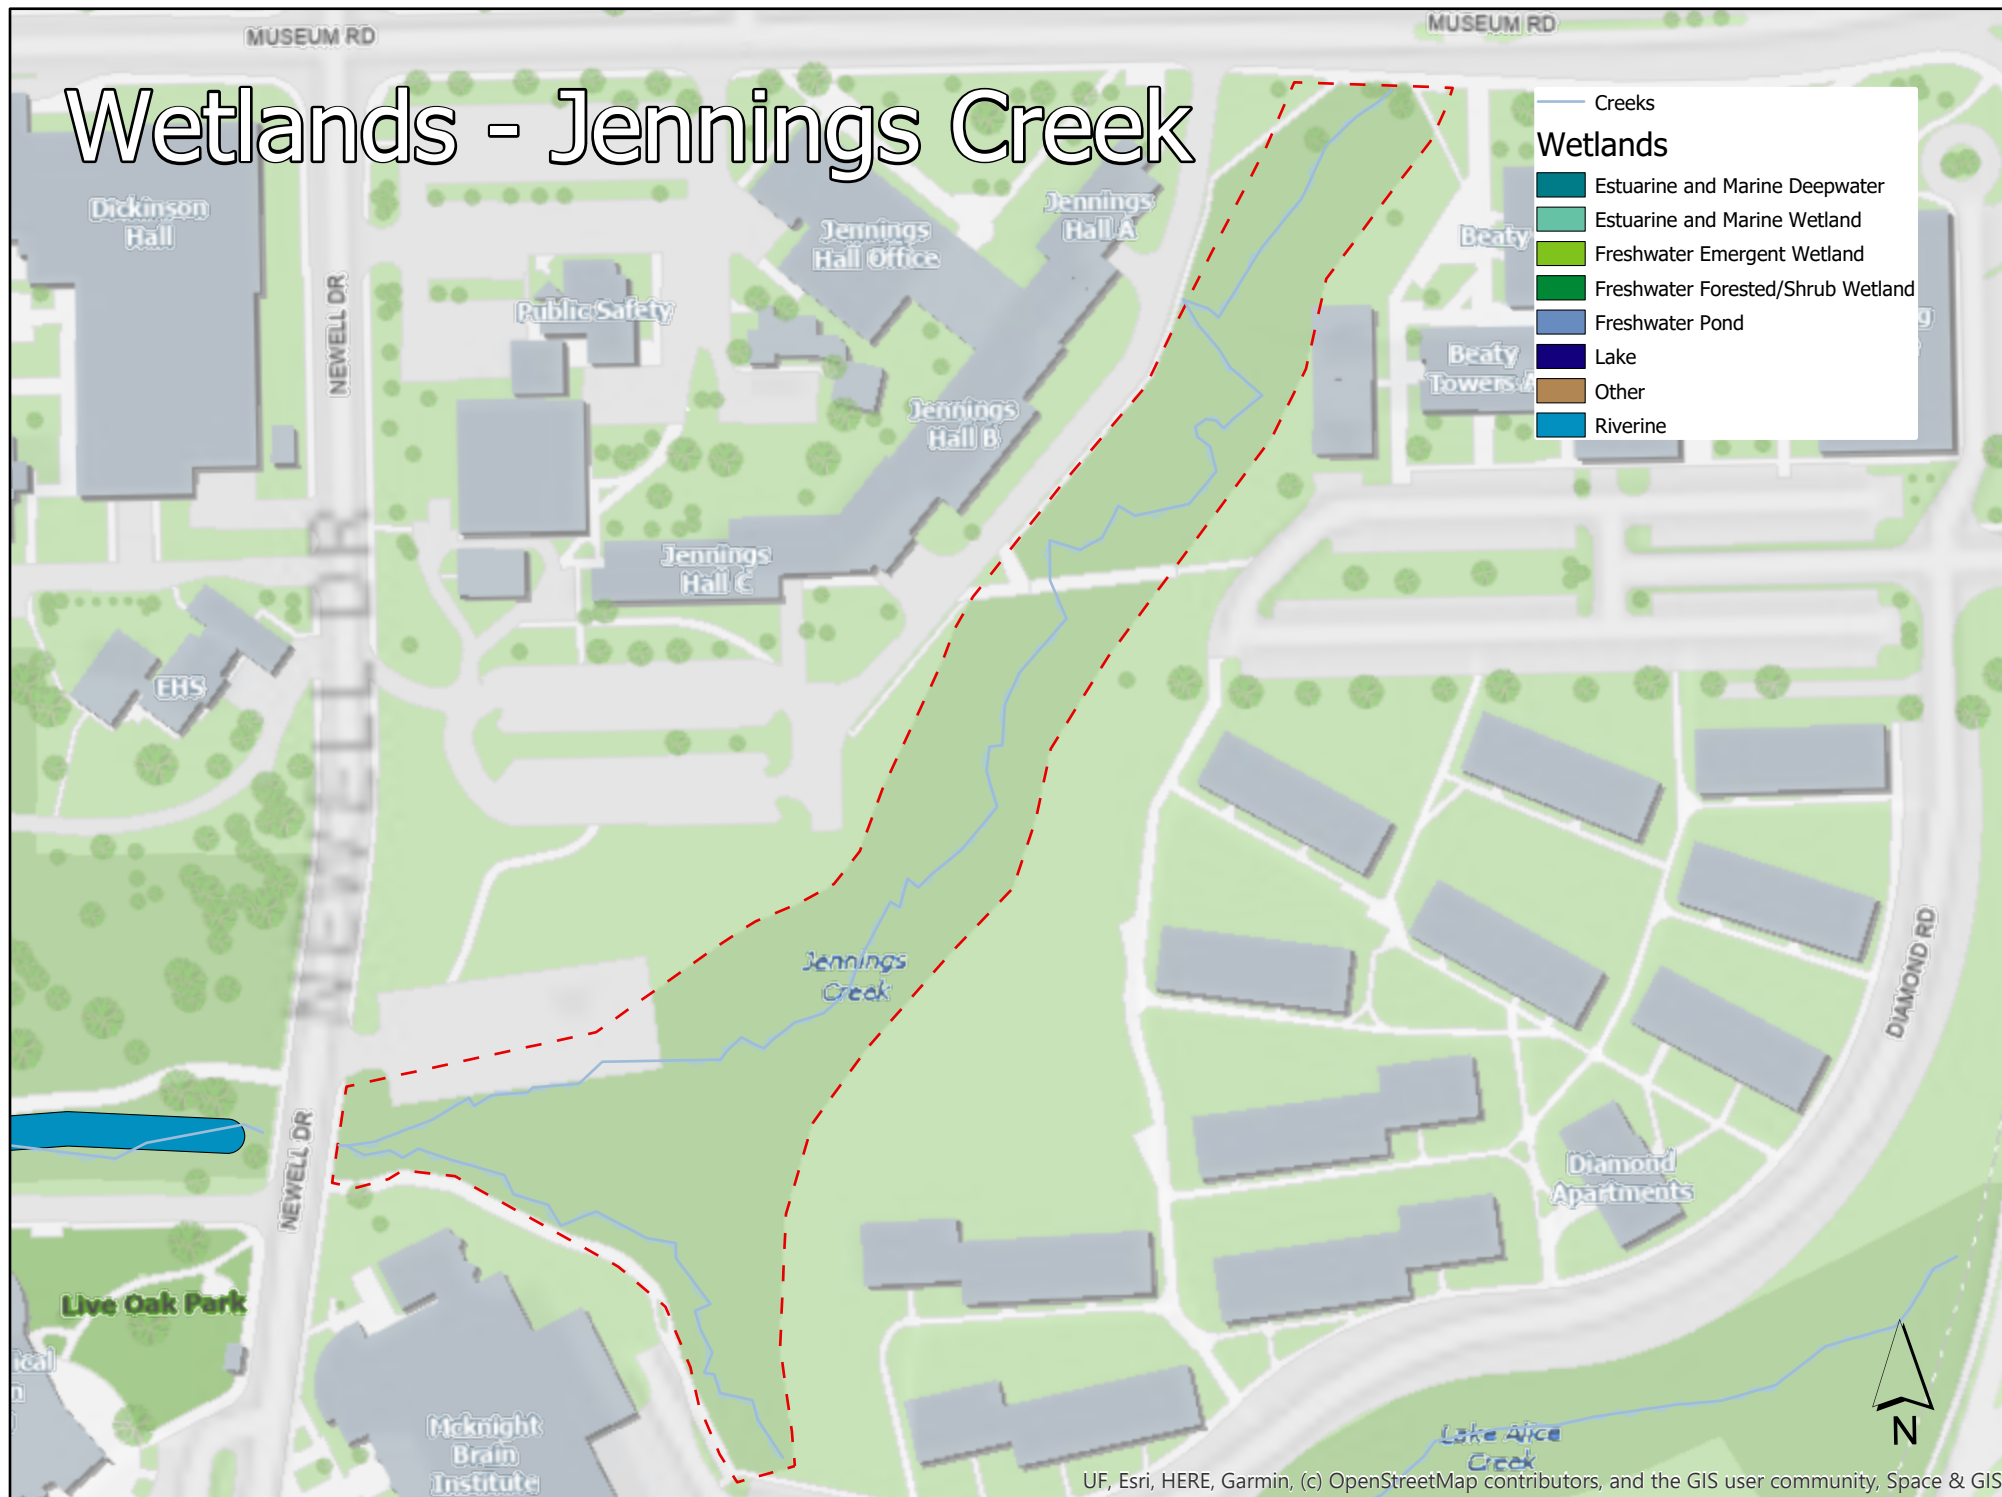 MUSEUM RD
MUSEUM RD
Wetlands - Jennings Creek
Creeks
Wetlands
Estuarine and Marine Deepwater
Estuarine and Marine Wetland
Freshwater Emergent Wetland
Freshwater Forested/Shrub Wetland
Freshwater Pond
Lake
Other
Riverine
Dickinson
Hall
Jennings
Hall Office
Jennings
Hall A
Beaty
NEWELL DR
Public Safety
Beaty
Towers A
Jennings
Hall B
Jennings
Hall C
NEWELL DR
EHS
Jennings
Creek
DIAMOND RD
NEWELL DR
Diamond
Apartments
Live Oak Park
Mcknight
Brain
Institute
Lake Alice
Creek
N
UF, Esri, HERE, Garmin, (c) OpenStreetMap contributors, and the GIS user community, Space & GIS